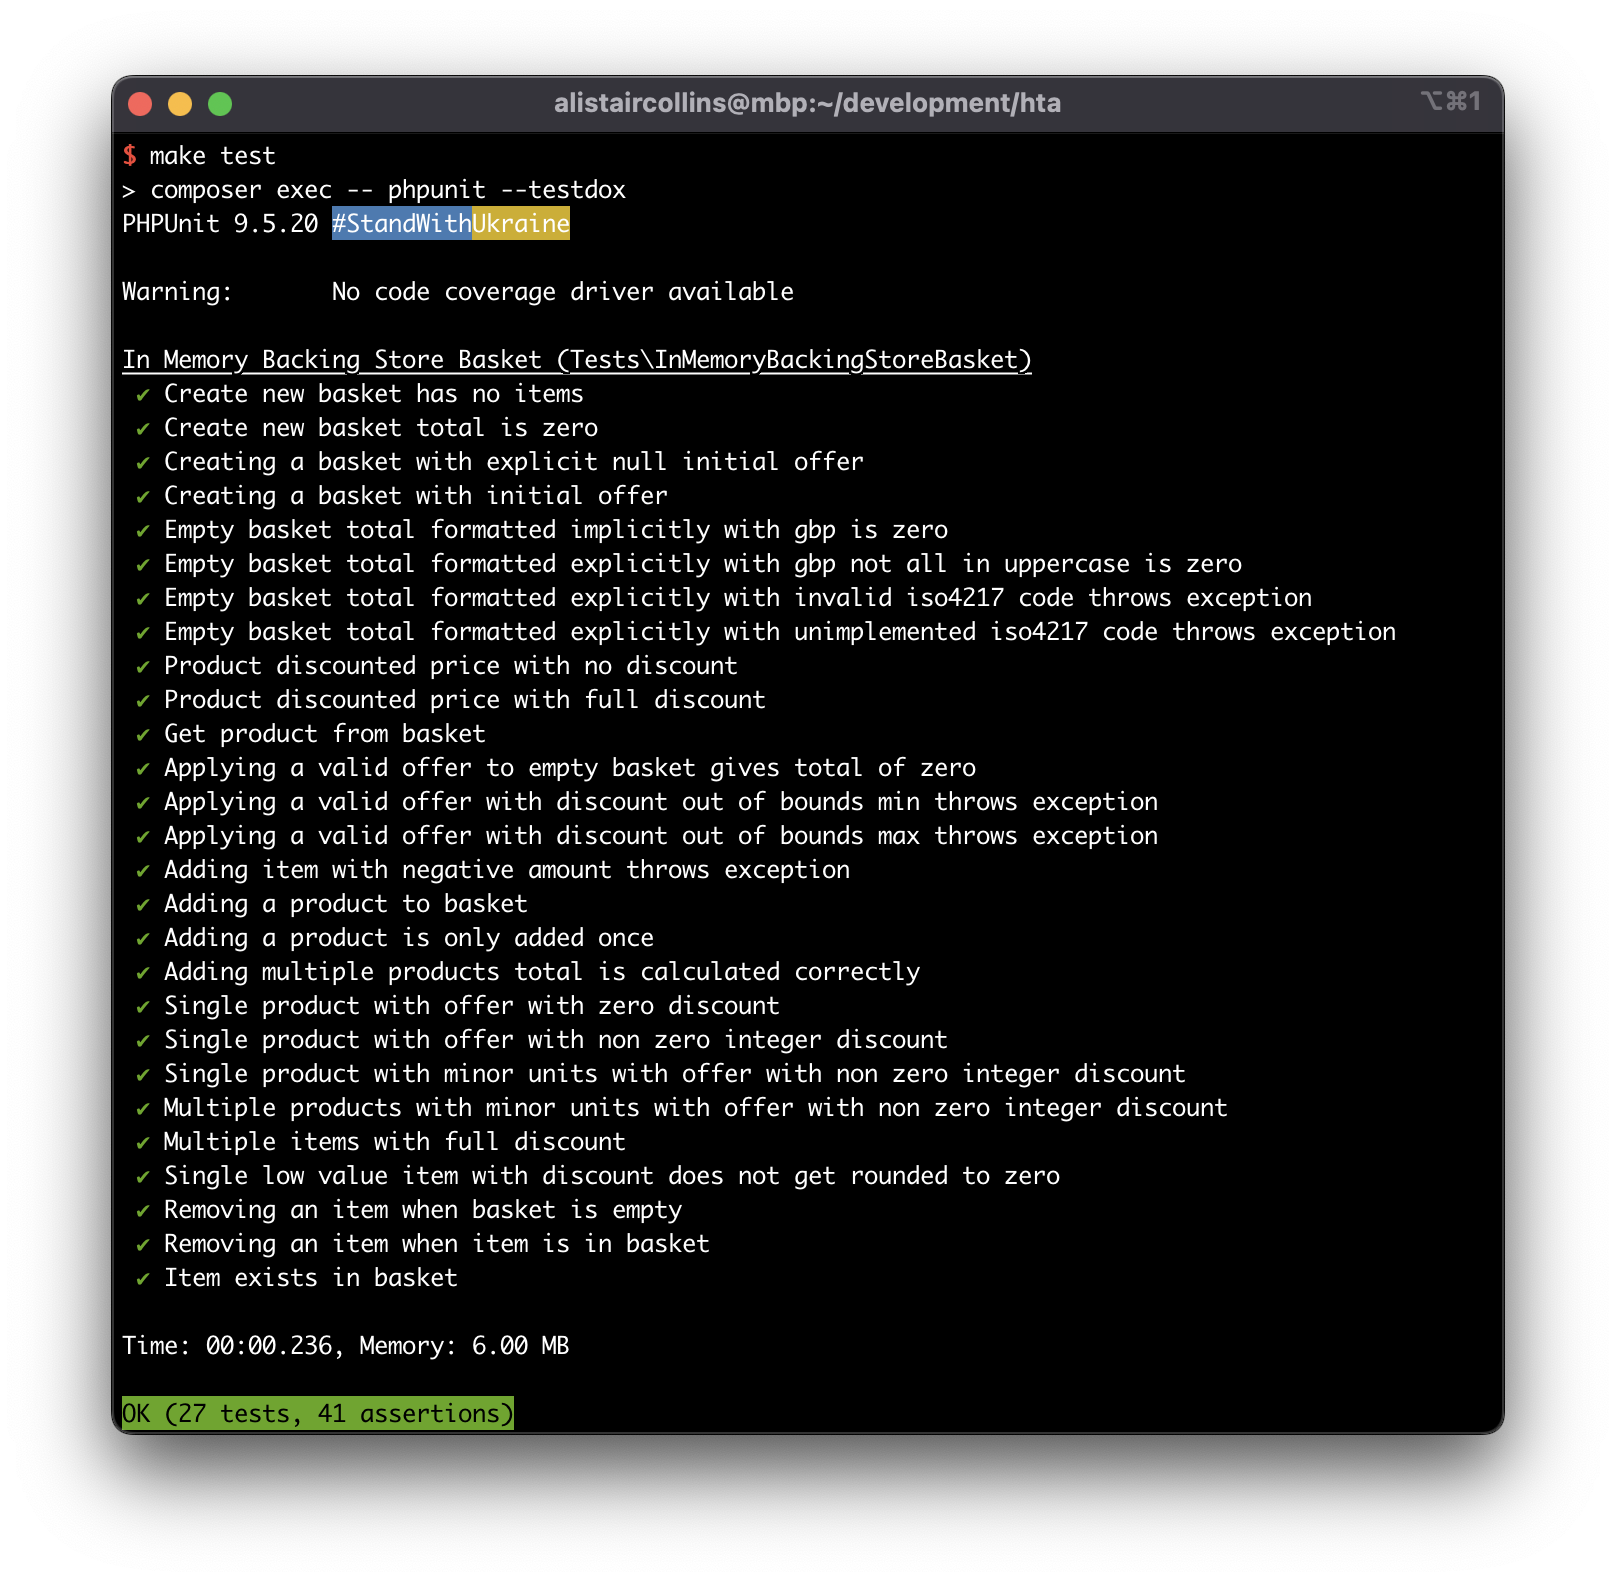 alistaircollins@mbp:~/development/hta ⌥⌘1
$ make test
> composer exec -- phpunit --testdox
PHPUnit 9.5.20 #StandWithUkraine
Warning:       No code coverage driver available
In Memory Backing Store Basket (Tests\InMemoryBackingStoreBasket)
✔ Create new basket has no items
✔ Create new basket total is zero
✔ Creating a basket with explicit null initial offer
✔ Creating a basket with initial offer
✔ Empty basket total formatted implicitly with gbp is zero
✔ Empty basket total formatted explicitly with gbp not all in uppercase is zero
✔ Empty basket total formatted explicitly with invalid iso4217 code throws exception
✔ Empty basket total formatted explicitly with unimplemented iso4217 code throws exception
✔ Product discounted price with no discount
✔ Product discounted price with full discount
✔ Get product from basket
✔ Applying a valid offer to empty basket gives total of zero
✔ Applying a valid offer with discount out of bounds min throws exception
✔ Applying a valid offer with discount out of bounds max throws exception
✔ Adding item with negative amount throws exception
✔ Adding a product to basket
✔ Adding a product is only added once
✔ Adding multiple products total is calculated correctly
✔ Single product with offer with zero discount
✔ Single product with offer with non zero integer discount
✔ Single product with minor units with offer with non zero integer discount
✔ Multiple products with minor units with offer with non zero integer discount
✔ Multiple items with full discount
✔ Single low value item with discount does not get rounded to zero
✔ Removing an item when basket is empty
✔ Removing an item when item is in basket
✔ Item exists in basket
Time: 00:00.236, Memory: 6.00 MB
OK (27 tests, 41 assertions)